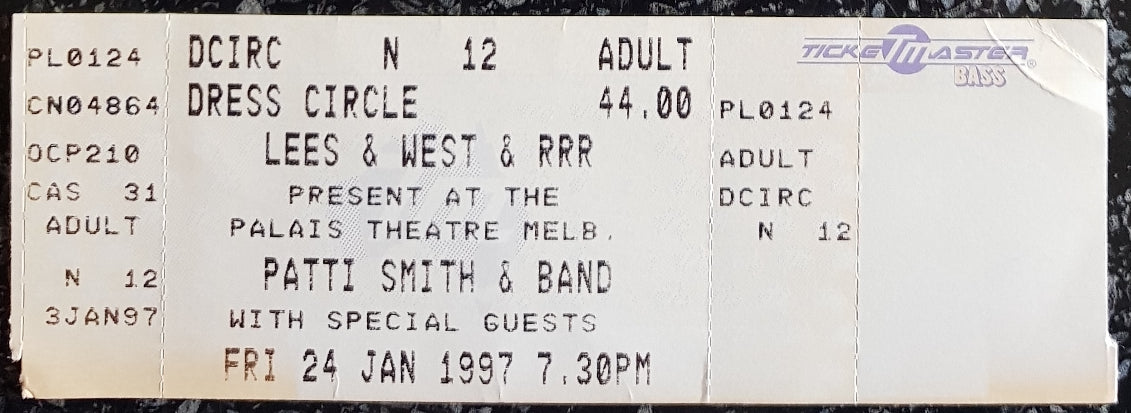 PL0124
CN04864
OCP210
CAS 31
ADULT
N 12
3JAN97
DCIRC N 12 ADULT
DRESS CIRCLE 44.00
LEES & WEST & RRR
PRESENT AT THE
PALAIS THEATRE MELB.
PATTI SMITH & BAND
WITH SPECIAL GUESTS
FRI 24 JAN 1997 7.30PM
PL0124
ADULT
DCIRC
N 12
TICKETMASTER®
BASS